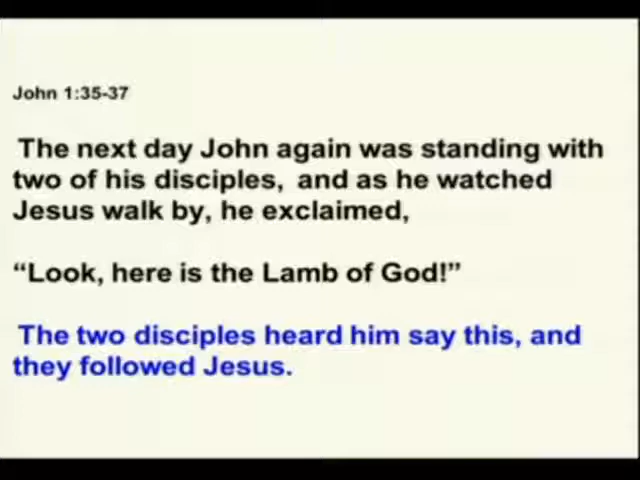 John 1:35-37
The next day John again was standing with
two of his disciples, and as he watched
Jesus walk by, he exclaimed,
“Look, here is the Lamb of God!”
The two disciples heard him say this, and
they followed Jesus.